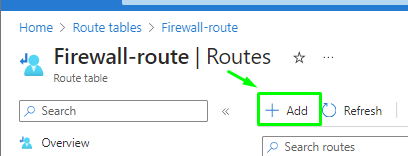 Home > Route tables > Firewall-route
Firewall-route | Routes
Route table
Search
Add
Refresh
Overview
Search routes